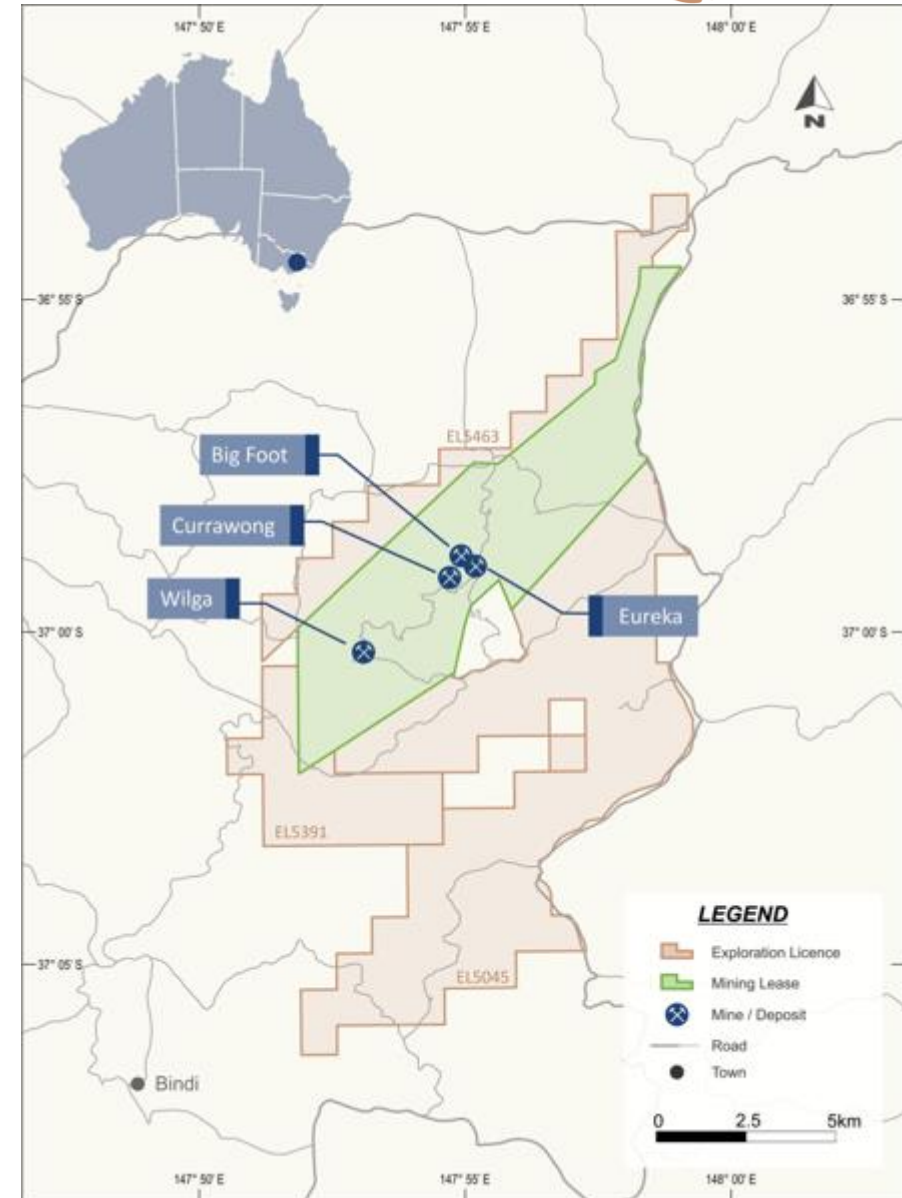 147° 50' E
147° 55' E
148° 00' E
N
36° 55' S
36° 55' S
EL5463
Big Foot
Currawong
Wilga
Eureka
37° 00' S
37° 00' S
EL5391
LEGEND
Exploration Licence
Mining Lease
Mine / Deposit
Road
Town
0 2.5 5km
37° 05' S
EL5045
Bindi
147° 50' E
147° 55' E
148° 00' E